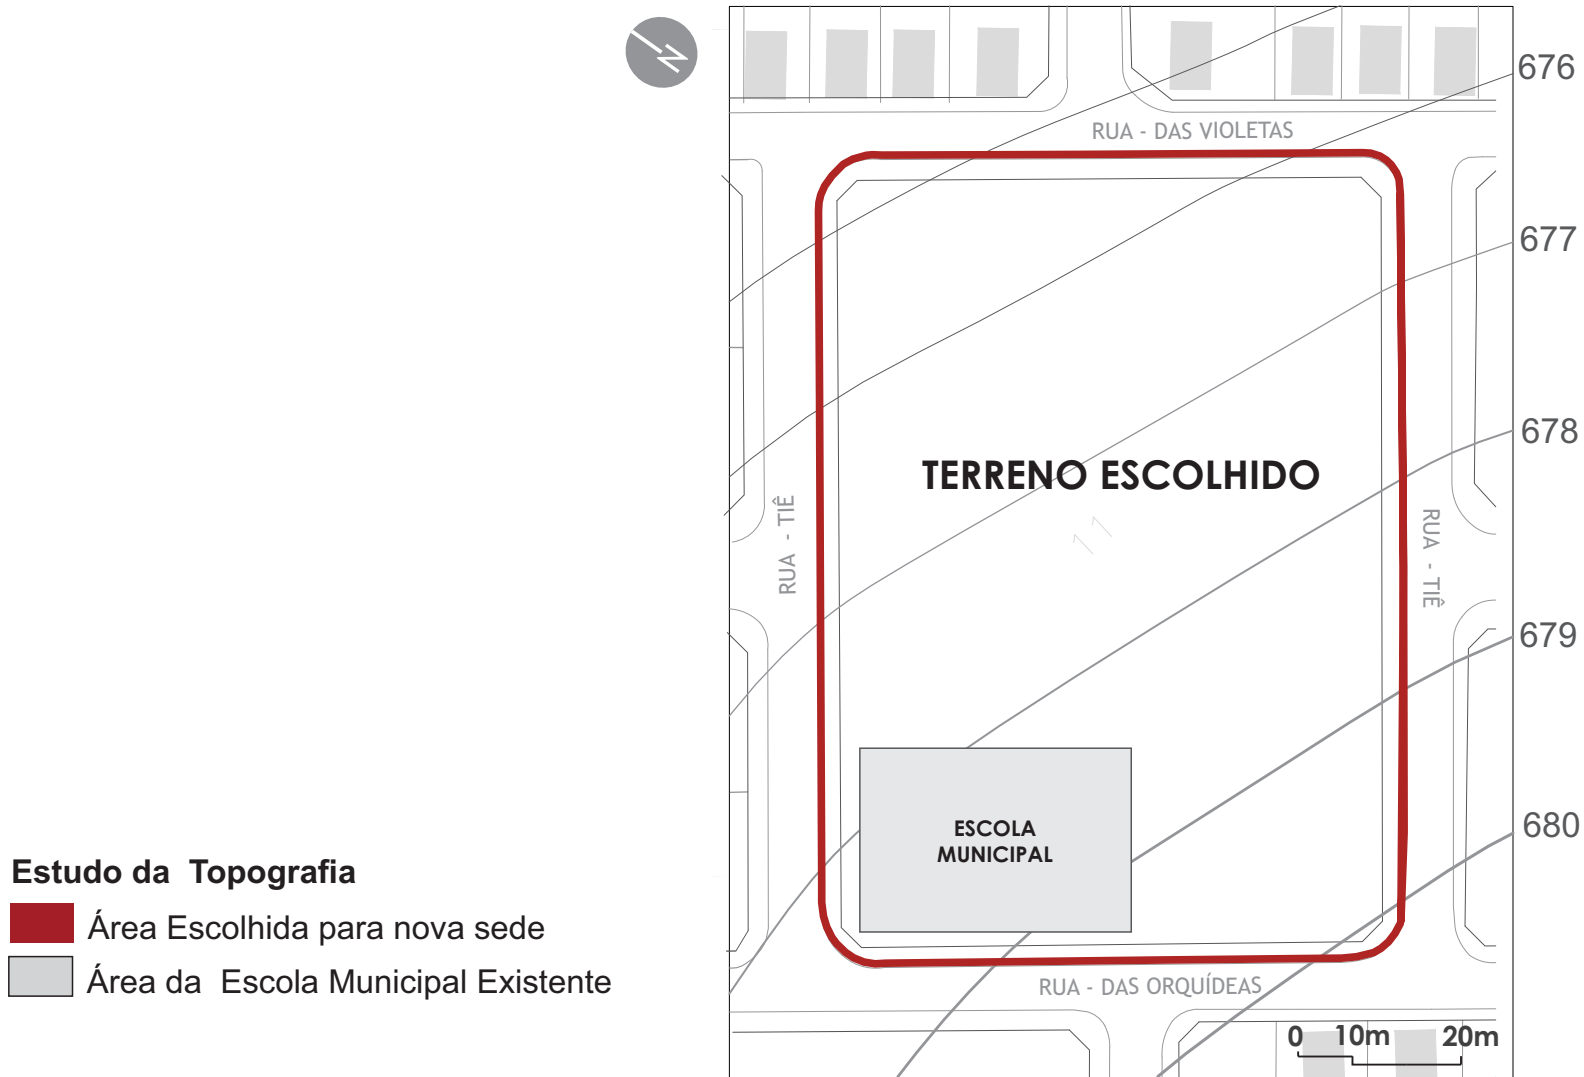 N
676
RUA - DAS VIOLETAS
677
678
TERRENO ESCOLHIDO
RUA - TIÊ
RUA - TIÊ
11
679
ESCOLA
MUNICIPAL
680
Estudo da Topografia
Área Escolhida para nova sede
Área da Escola Municipal Existente
RUA - DAS ORQUÍDEAS
0 10m 20m